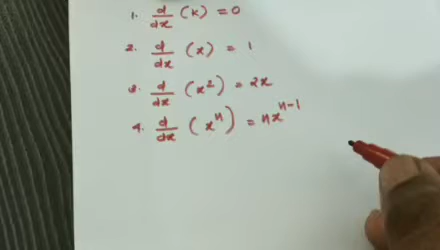 1. d/dx (k) = 0
2. d/dx (x) = 1
3. d/dx (x²) = 2x
4. d/dx (xⁿ) = nxⁿ⁻¹